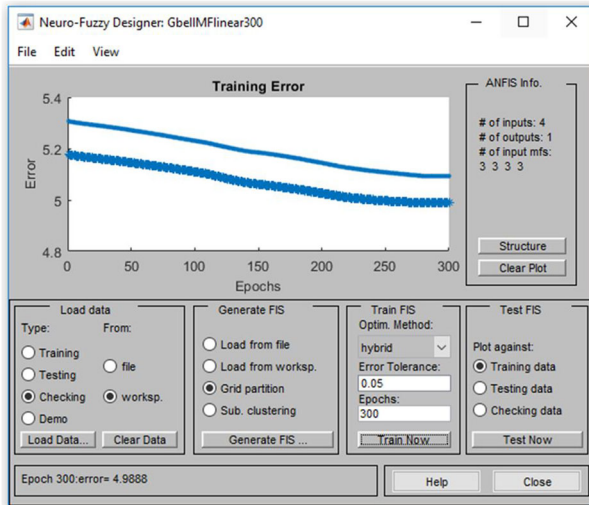 Neuro-Fuzzy Designer: GbellMFlinear300
File Edit View
Training Error
5.4
5.2
5
4.8
Error
0 50 100 150 200 250 300
Epochs
ANFIS Info.
# of inputs: 4
# of outputs: 1
# of input mfs:
3 3 3 3
Structure
Clear Plot
Load data
Type: From:
Training
Testing
Checking
Demo
file
worksp.
Load Data... Clear Data
Generate FIS
Load from file
Load from worksp.
Grid partition
Sub. clustering
Generate FIS ...
Train FIS
Optim. Method:
hybrid
Error Tolerance:
0.05
Epochs:
300
Train Now
Test FIS
Plot against:
Training data
Testing data
Checking data
Test Now
Epoch 300:error= 4.9888
Help Close